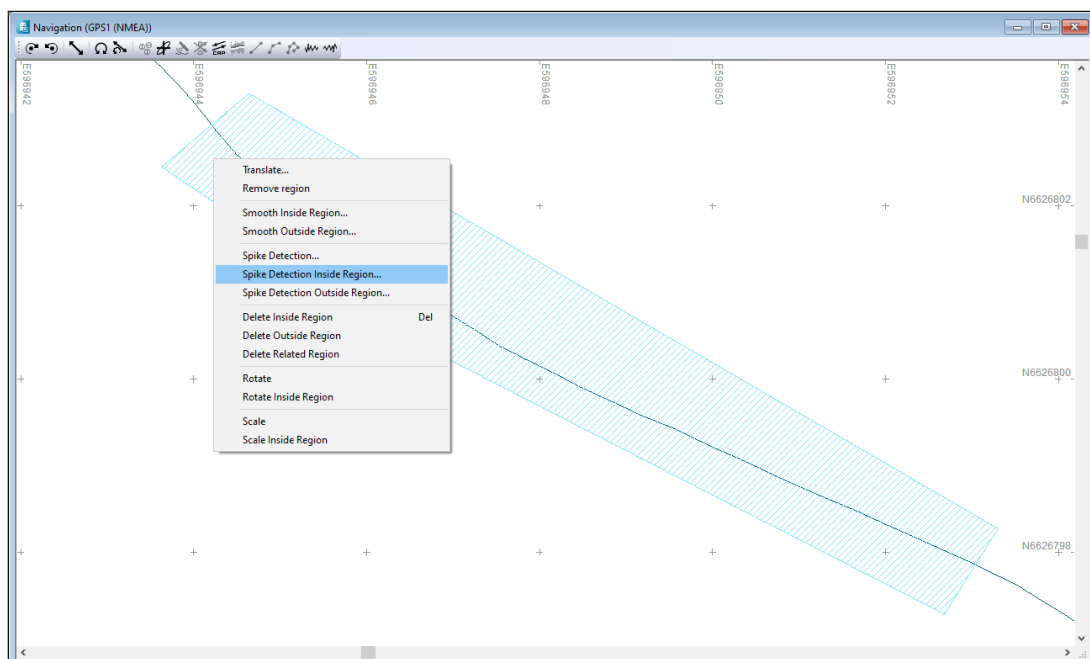 Navigation (GPS1 (NMEA))
E596942
E596944
E596946
E596948
E596950
E596952
E596954
Translate...
Remove region
N6626802
Smooth Inside Region...
Smooth Outside Region...
Spike Detection...
Spike Detection Inside Region...
Spike Detection Outside Region...
Delete Inside Region Del
Delete Outside Region
Delete Related Region
N6626800
Rotate
Rotate Inside Region
Scale
Scale Inside Region
N6626798